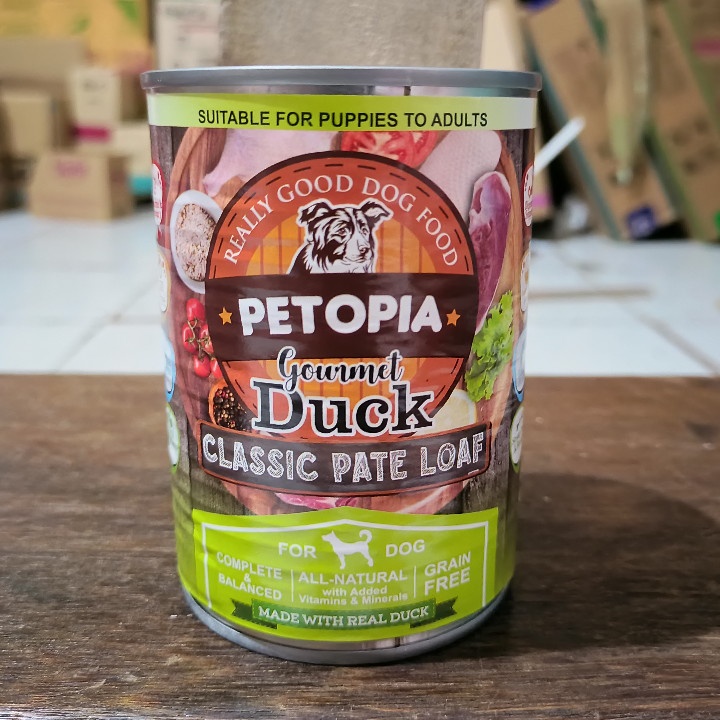 SUITABLE FOR PUPPIES TO ADULTS
REALLY GOOD DOG FOOD
PETOPIA
Gourmet
Duck
CLASSIC PATE LOAF
FOR DOG
COMPLETE
&
BALANCED
ALL-NATURAL
with Added
Vitamins & Minerals
GRAIN
FREE
MADE WITH REAL DUCK